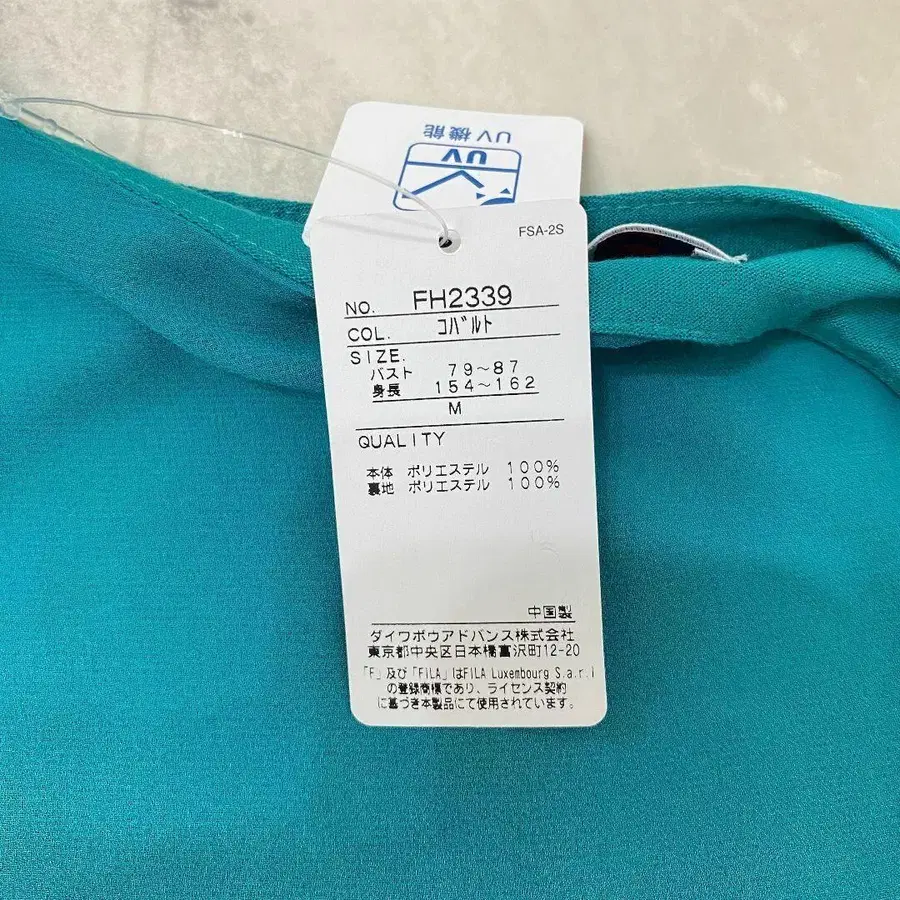 UV機能
UV
FSA-2S
NO. FH2339
COL. コバルト
SIZE.
バスト 79～87
身長 154～162
M
QUALITY
本体 ポリエステル 100%
裏地 ポリエステル 100%
中国製
ダイワボウアドバンス株式会社
東京都中央区日本橋富沢町12-20
「F」及び「FILA」はFILA Luxembourg S.a.r.l
の登録商標であり、ライセンス契約
に基づき本製品にて使用されています。